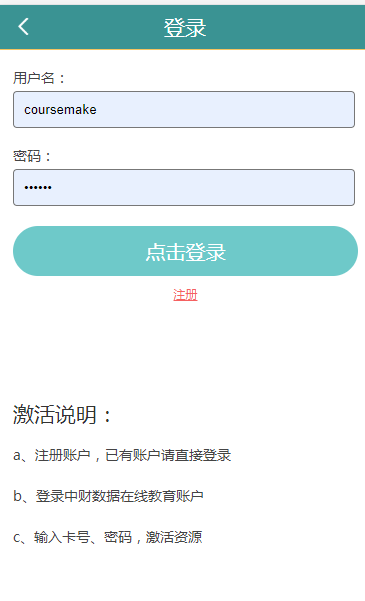 登录
用户名：
coursemake
密码：
••••••
点击登录
注册
激活说明：
a、注册账户，已有账户请直接登录
b、登录中财数据在线教育账户
c、输入卡号、密码，激活资源